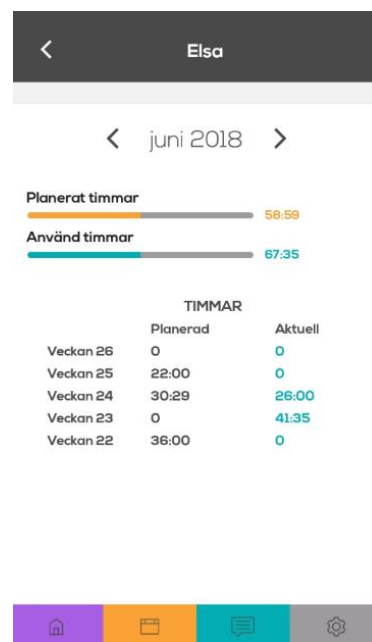 Elsa
juni 2018
Planerat timmar
58:59
Använd timmar
67:35
TIMMAR
Planerad Aktuell
Veckan 26 0 0
Veckan 25 22:00 0
Veckan 24 30:29 26:00
Veckan 23 0 41:35
Veckan 22 36:00 0